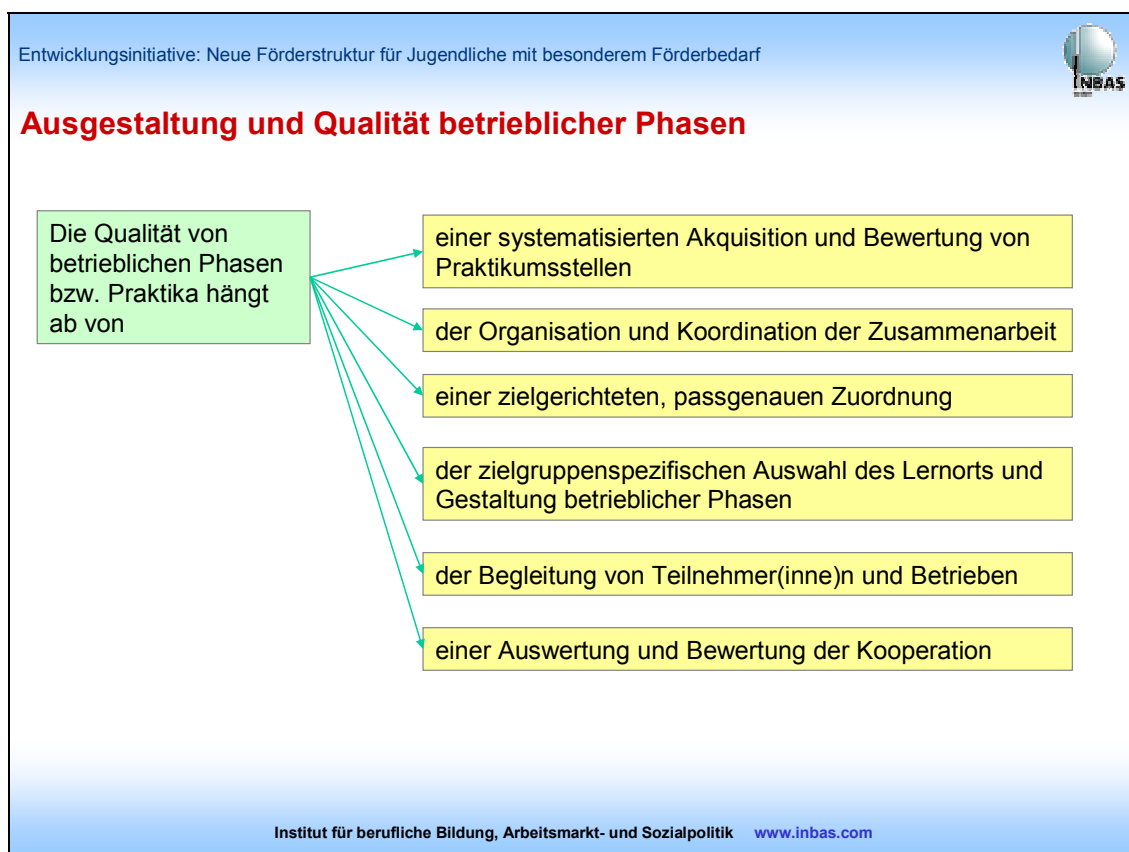 Entwicklungsinitiative: Neue Förderstruktur für Jugendliche mit besonderem Förderbedarf
INBAS
Ausgestaltung und Qualität betrieblicher Phasen
Die Qualität von
betrieblichen Phasen
bzw. Praktika hängt
ab von
einer systematisierten Akquisition und Bewertung von
Praktikumsstellen
der Organisation und Koordination der Zusammenarbeit
einer zielgerichteten, passgenauen Zuordnung
der zielgruppenspezifischen Auswahl des Lernorts und
Gestaltung betrieblicher Phasen
der Begleitung von Teilnehmer(inne)n und Betrieben
einer Auswertung und Bewertung der Kooperation
Institut für berufliche Bildung, Arbeitsmarkt- und Sozialpolitik www.inbas.com